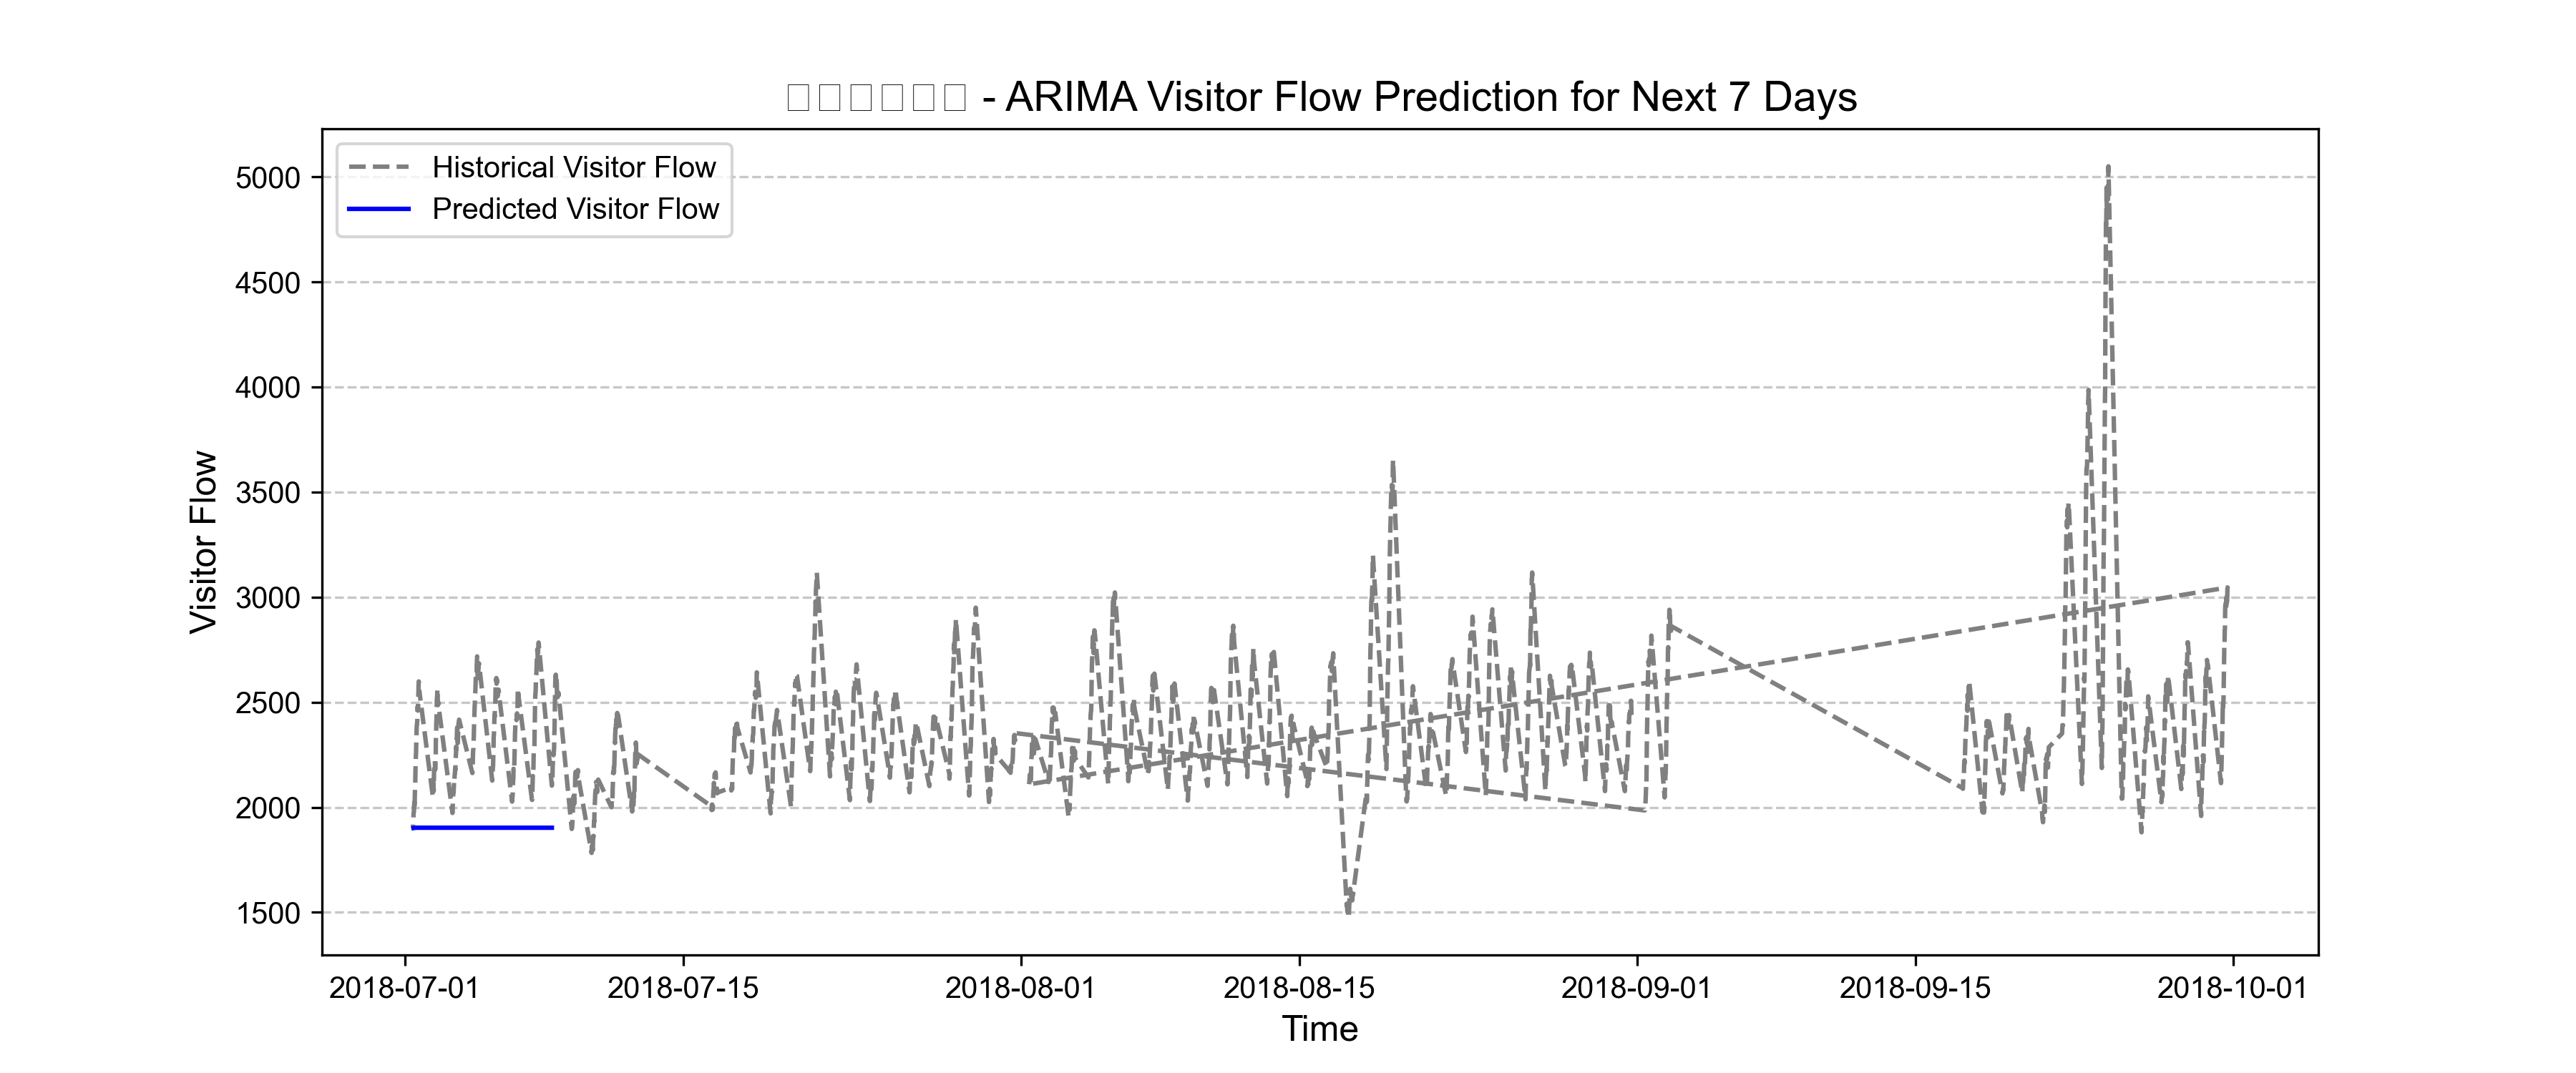 □□□□□□ - ARIMA Visitor Flow Prediction for Next 7 Days
Historical Visitor Flow
Predicted Visitor Flow
Visitor Flow
5000
4500
4000
3500
3000
2500
2000
1500
2018-07-01 2018-07-15 2018-08-01 2018-08-15 2018-09-01 2018-09-15 2018-10-01
Time